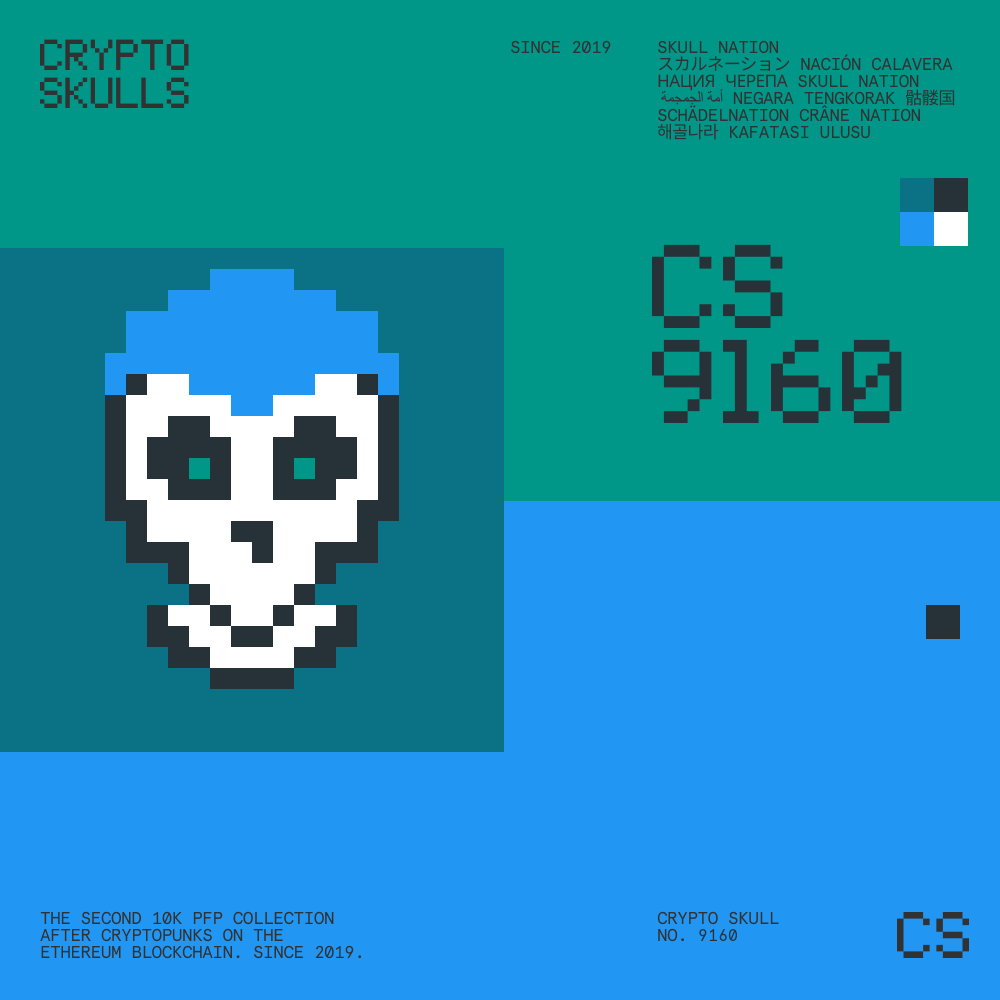 CRYPTO
SKULLS
SINCE 2019
SKULL NATION
スカルネーション NACIÓN CALAVERA
НАЦИЯ ЧЕРЕПА SKULL NATION
أمة الجمجمة NEGARA TENGKORAK 骷髅国
SCHÄDELNATION CRÂNE NATION
해골나라 KAFATASI ULUSU
CS
9160
THE SECOND 10K PFP COLLECTION
AFTER CRYPTOPUNKS ON THE
ETHEREUM BLOCKCHAIN. SINCE 2019.
CRYPTO SKULL
NO. 9160
CS